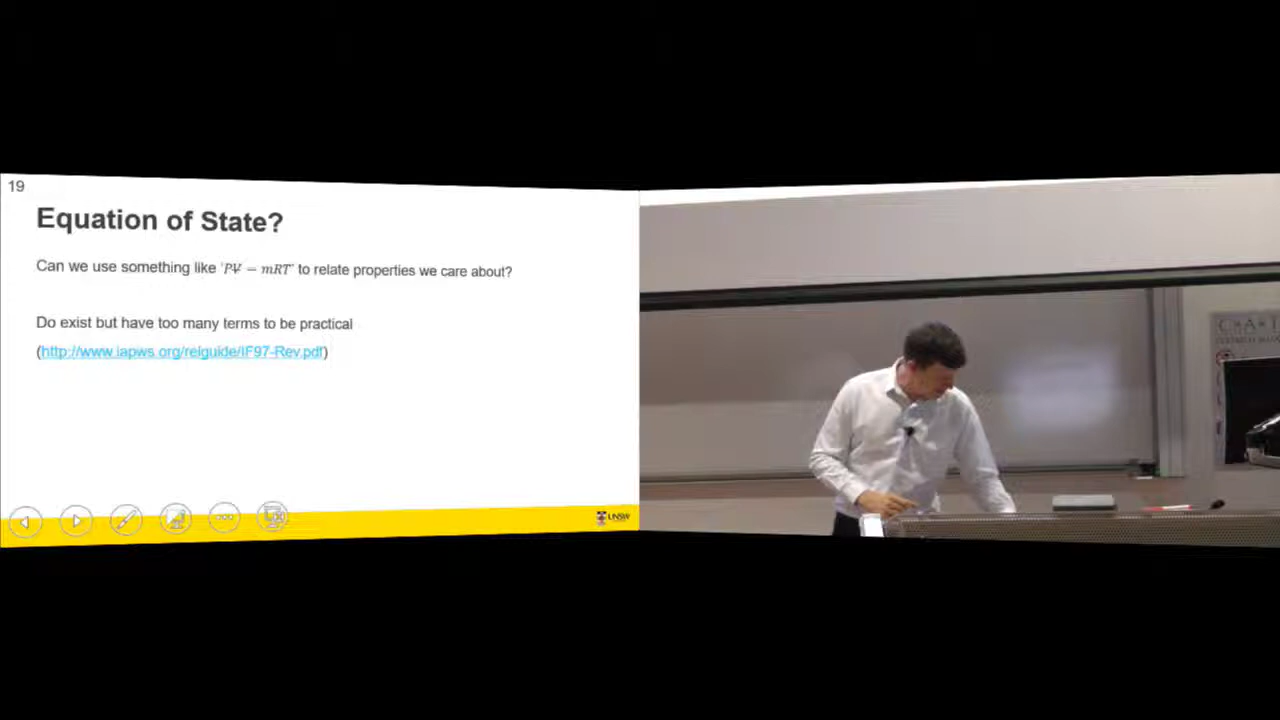 19
Equation of State?
Can we use something like 'PV = mRT' to relate properties we care about?
Do exist but have too many terms to be practical
(http://www.iapws.org/relguide/IF97-Rev.pdf)
UNSW